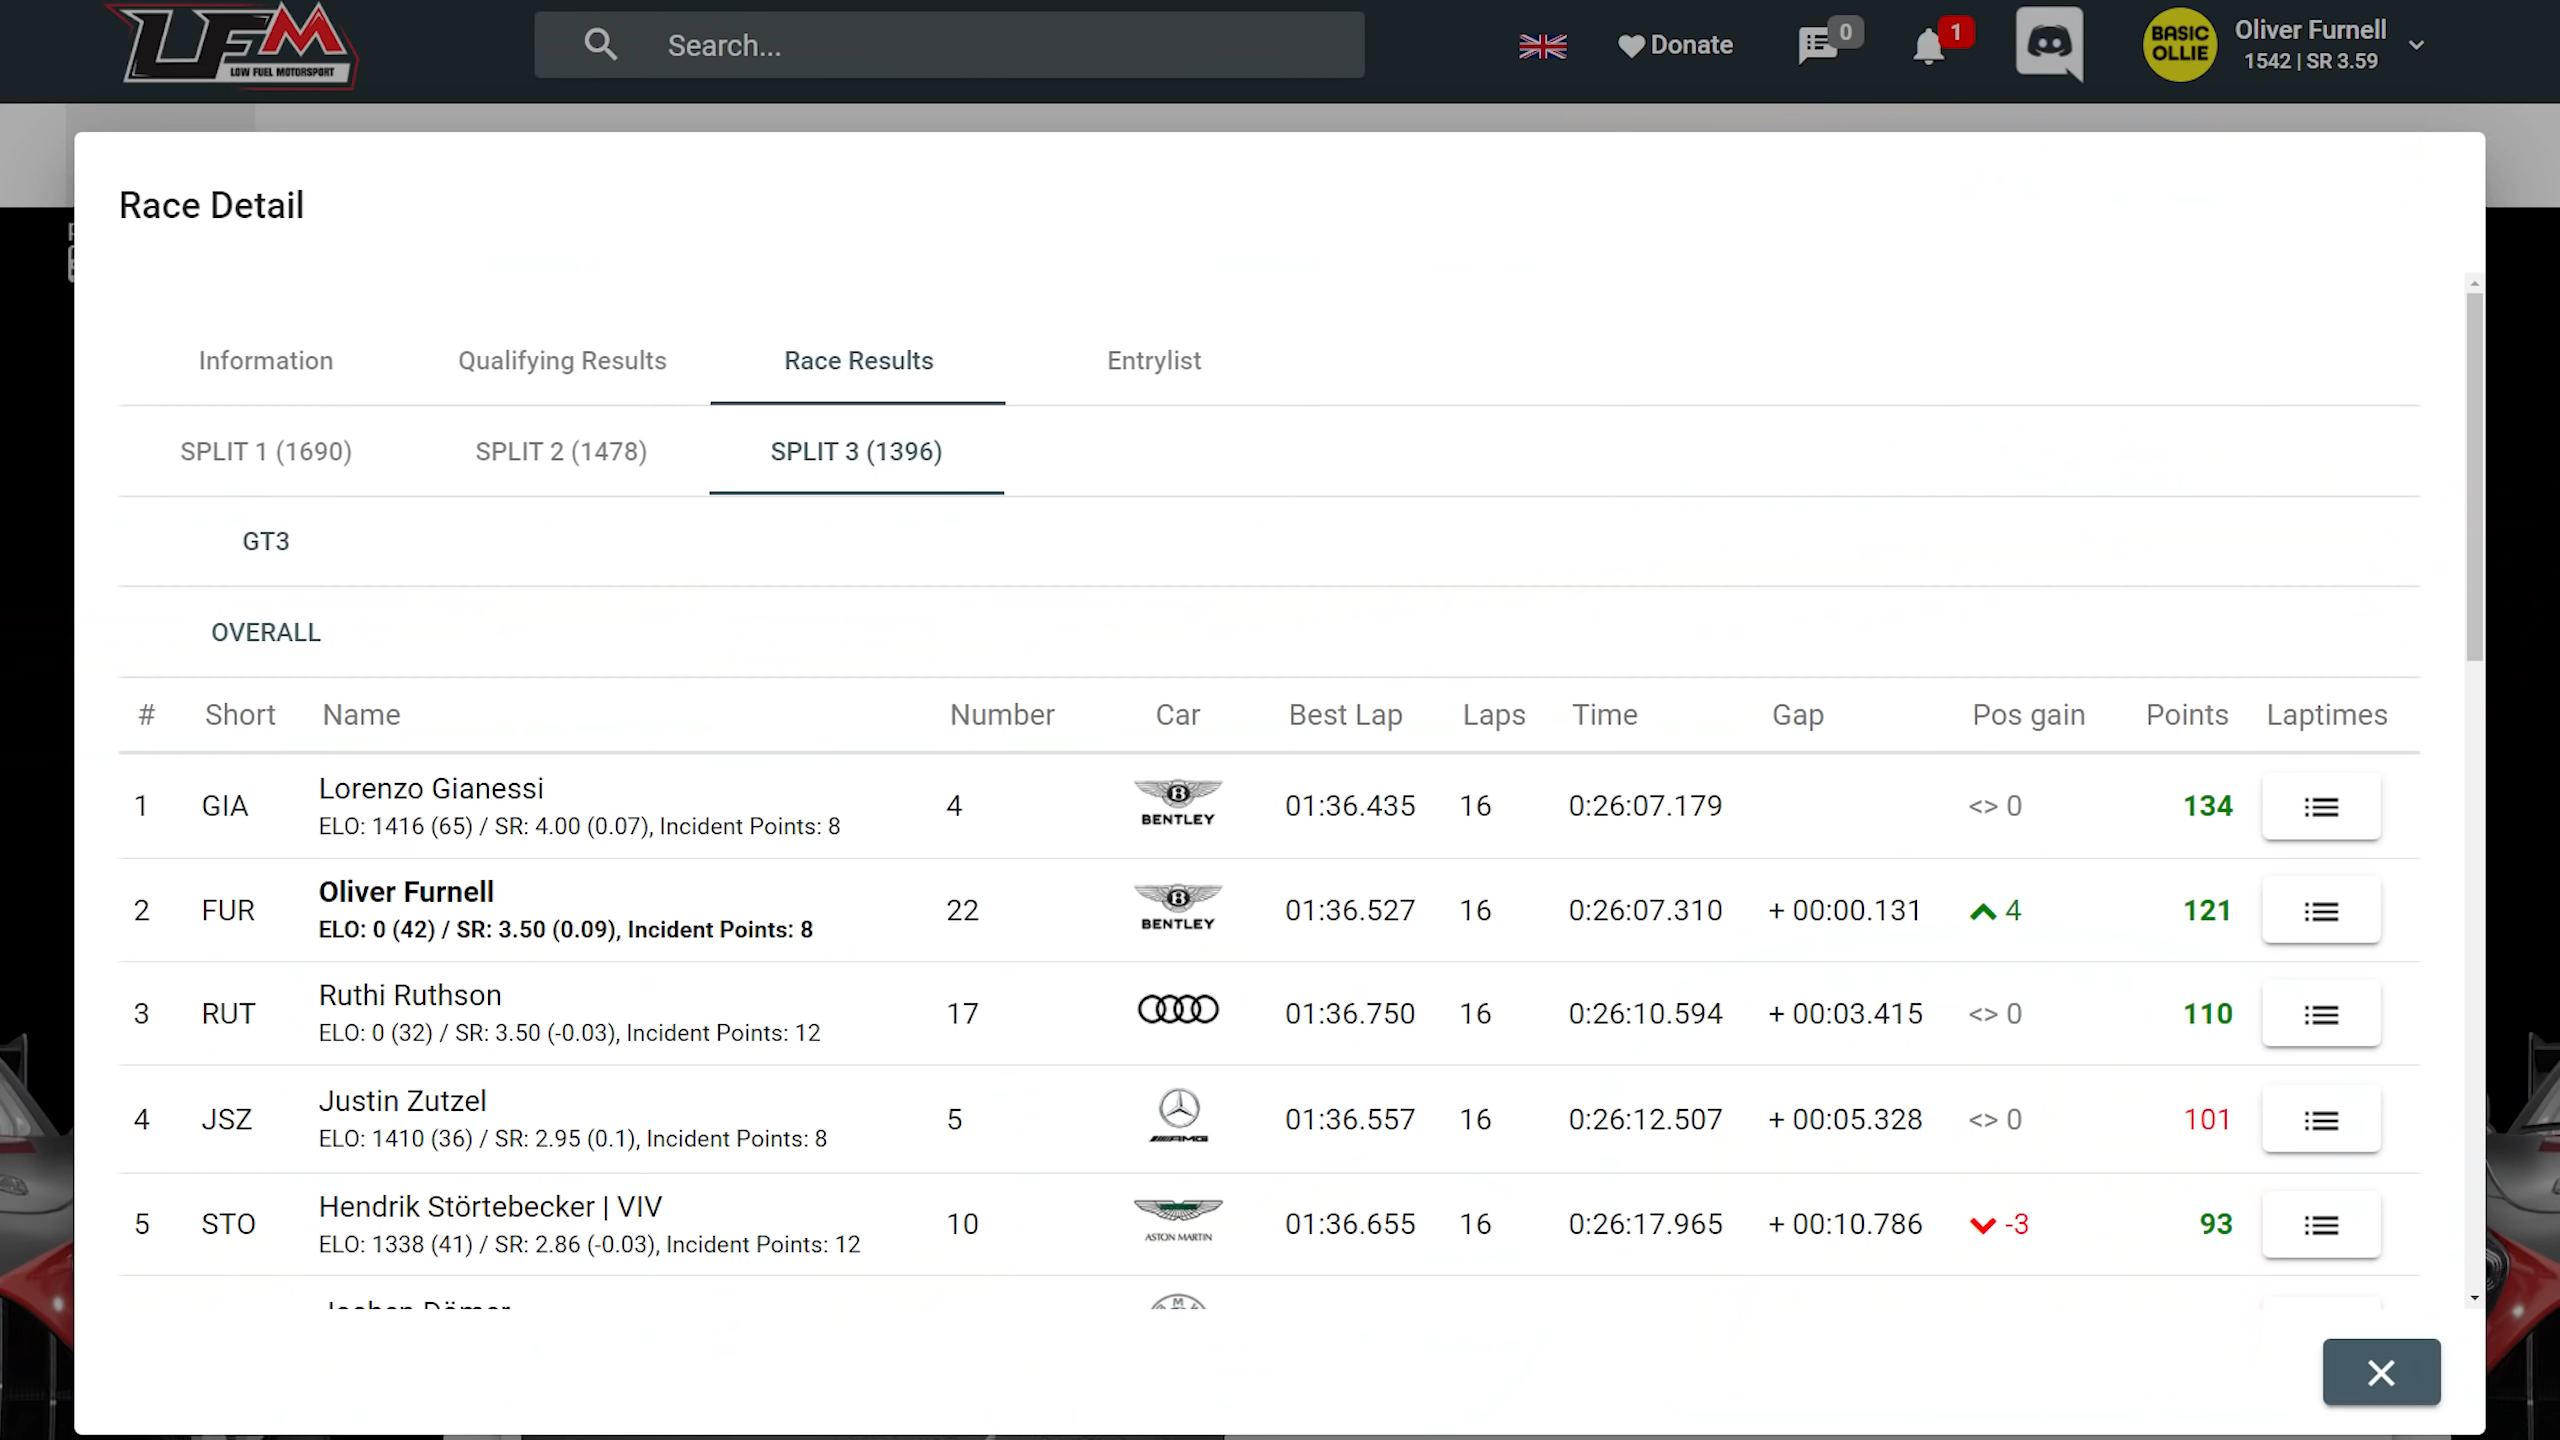 LFM
LOW FUEL MOTORSPORT
Search...
Donate
0
1
BASIC
OLLIE
Oliver Furnell
1542 | SR 3.59
Race Detail
Information Qualifying Results Race Results Entrylist
SPLIT 1 (1690) SPLIT 2 (1478) SPLIT 3 (1396)
GT3
OVERALL
# Short Name Number Car Best Lap Laps Time Gap Pos gain Points Laptimes
1 GIA Lorenzo Gianessi 4 BENTLEY 01:36.435 16 0:26:07.179 <> 0 134
ELO: 1416 (65) / SR: 4.00 (0.07), Incident Points: 8
2 FUR Oliver Furnell 22 BENTLEY 01:36.527 16 0:26:07.310 + 00:00.131 4 121
ELO: 0 (42) / SR: 3.50 (0.09), Incident Points: 8
3 RUT Ruthi Ruthson 17 01:36.750 16 0:26:10.594 + 00:03.415 <> 0 110
ELO: 0 (32) / SR: 3.50 (-0.03), Incident Points: 12
4 JSZ Justin Zutzel 5 AMG 01:36.557 16 0:26:12.507 + 00:05.328 <> 0 101
ELO: 1410 (36) / SR: 2.95 (0.1), Incident Points: 8
5 STO Hendrik Störtebecker | VIV 10 ASTON MARTIN 01:36.655 16 0:26:17.965 + 00:10.786 -3 93
ELO: 1338 (41) / SR: 2.86 (-0.03), Incident Points: 12